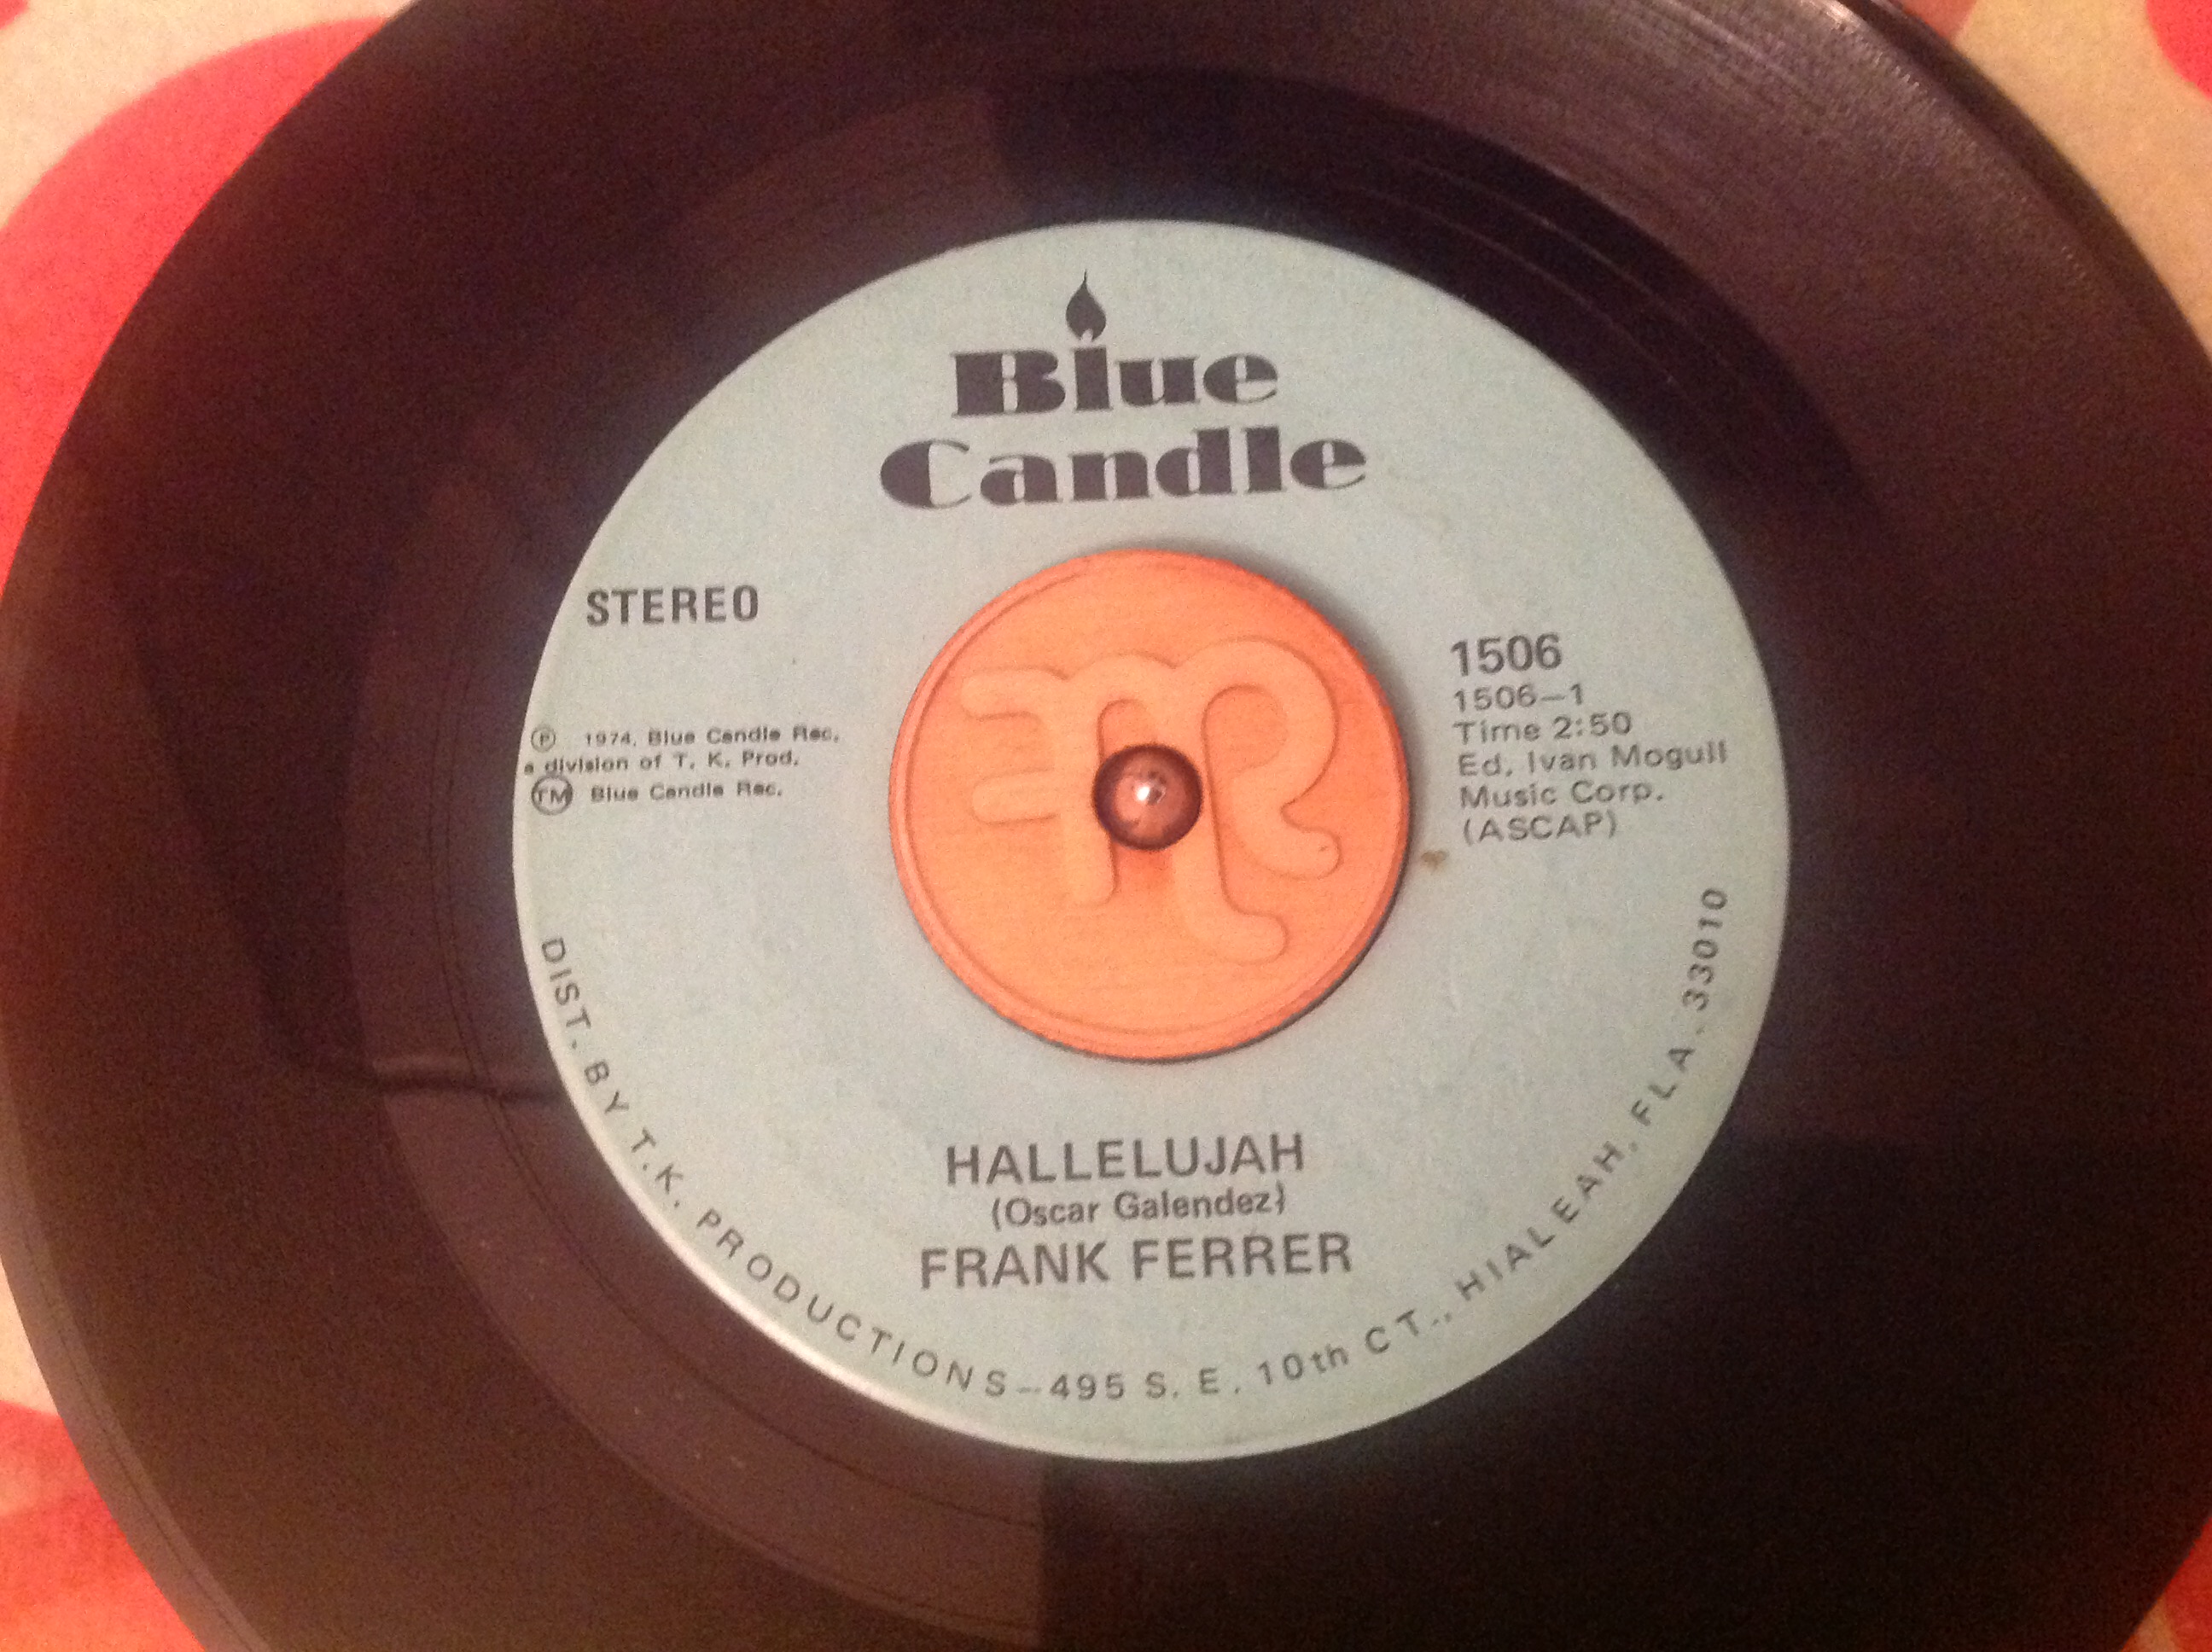 Blue
Candle
STEREO
℗ 1974, Blue Candle Rec.
a division of T. K. Prod.
TM Blue Candle Rec.
1506
1506-1
Time 2:50
Ed. Ivan Mogull
Music Corp.
(ASCAP)
HALLELUJAH
(Oscar Galendez)
FRANK FERRER
DIST. BY T.K. PRODUCTIONS-495 S. E. 10th CT., HIALEAH, FLA. 33010